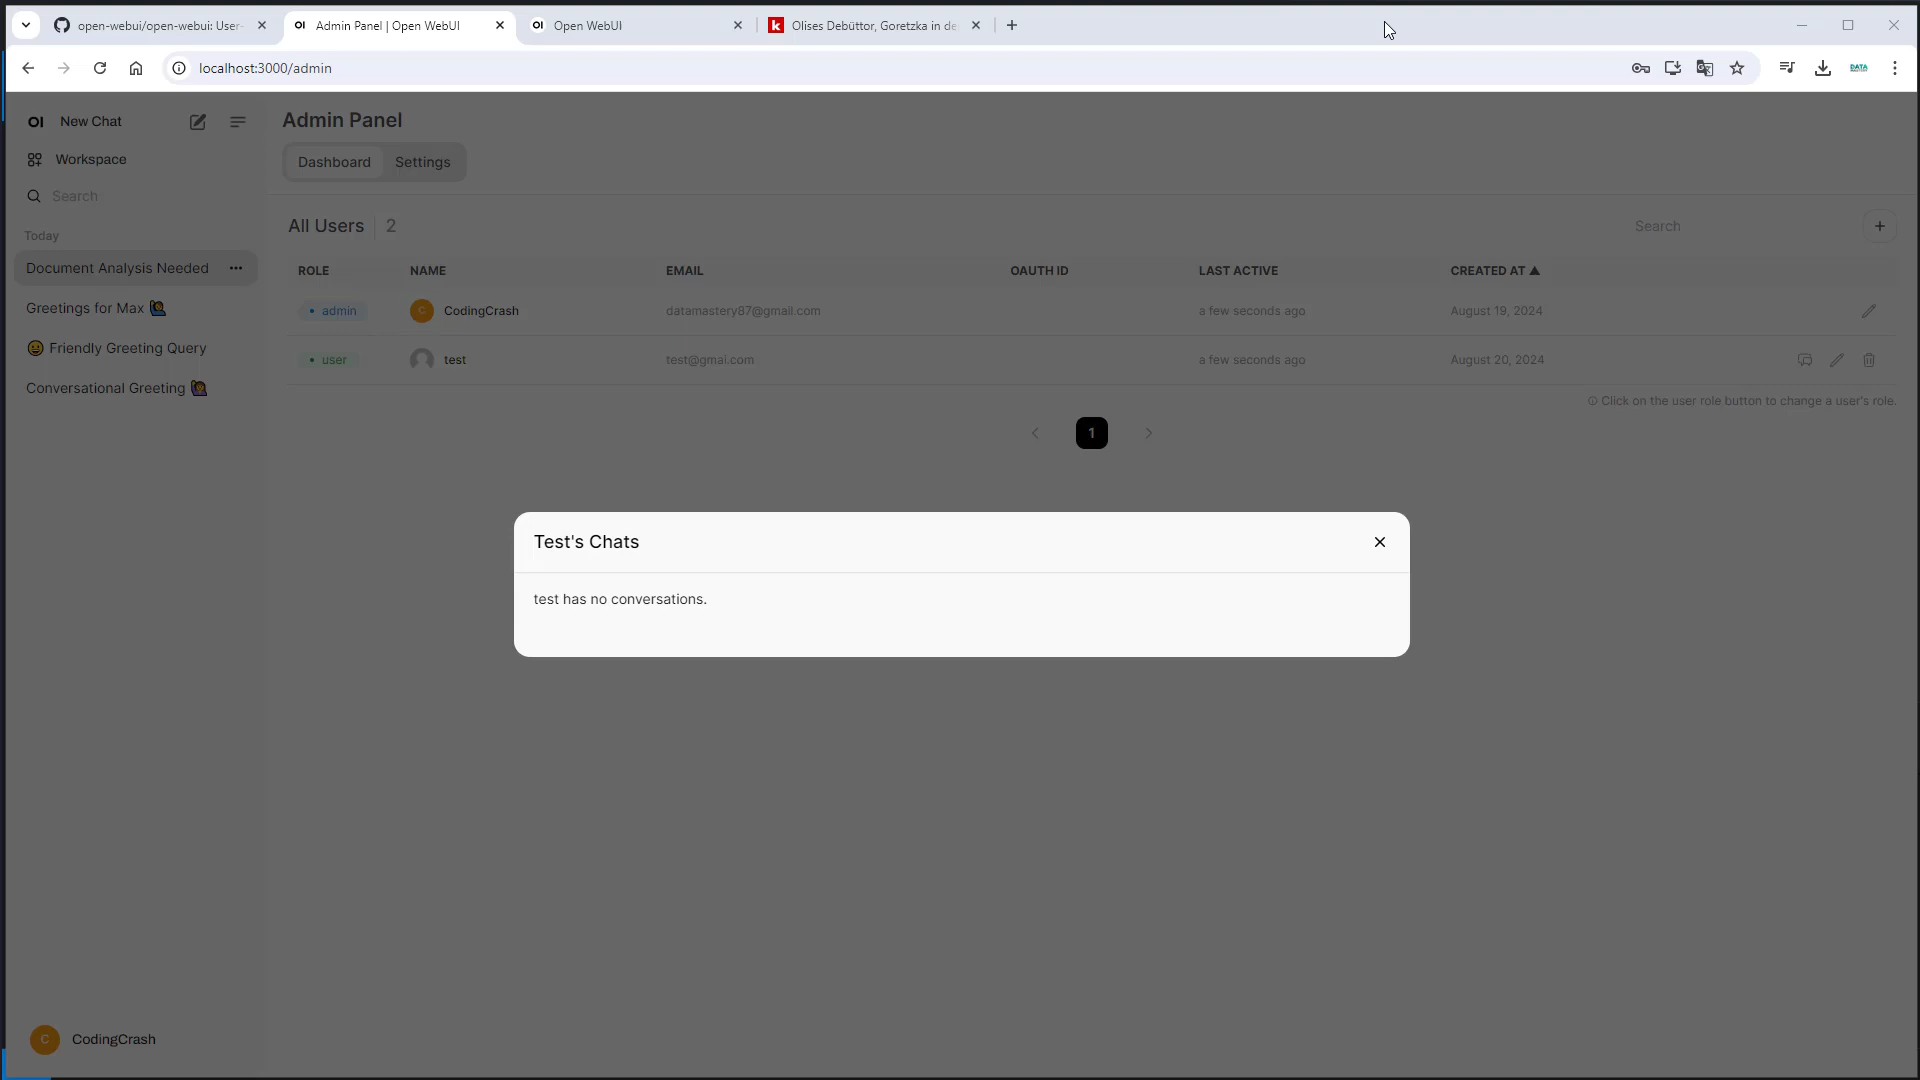 open-webui/open-webui: User-
Admin Panel | Open WebUI
OI Open WebUI
k Olises Debüttor, Goretzka in de
localhost:3000/admin
DATA
OI New Chat
Workspace
Search
Today
Document Analysis Needed
Greetings for Max 🙋
😀 Friendly Greeting Query
Conversational Greeting 🙋
C CodingCrash
Admin Panel
Dashboard Settings
All Users 2
Search
ROLE NAME EMAIL OAUTH ID LAST ACTIVE CREATED AT ▲
admin C CodingCrash datamastery87@gmail.com a few seconds ago August 19, 2024
user test test@gmai.com a few seconds ago August 20, 2024
Click on the user role button to change a user's role.
1
Test's Chats
test has no conversations.